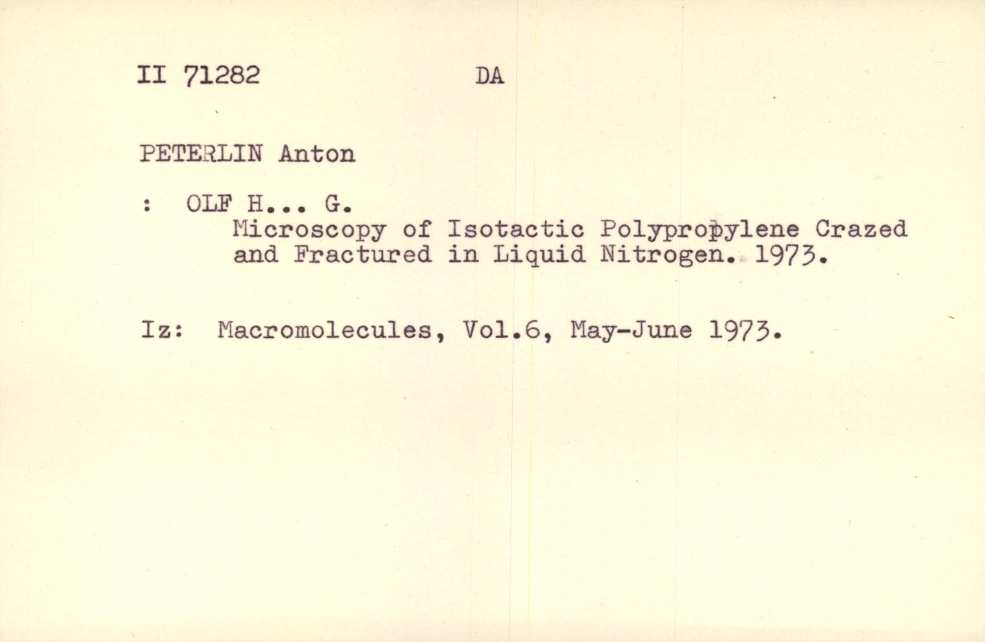 II 71282 DA
PETERLIN Anton
: OLF H... G.
Microscopy of Isotactic Polypropylene Crazed
and Fractured in Liquid Nitrogen. 1973.
Iz: Macromolecules, Vol.6, May-June 1973.